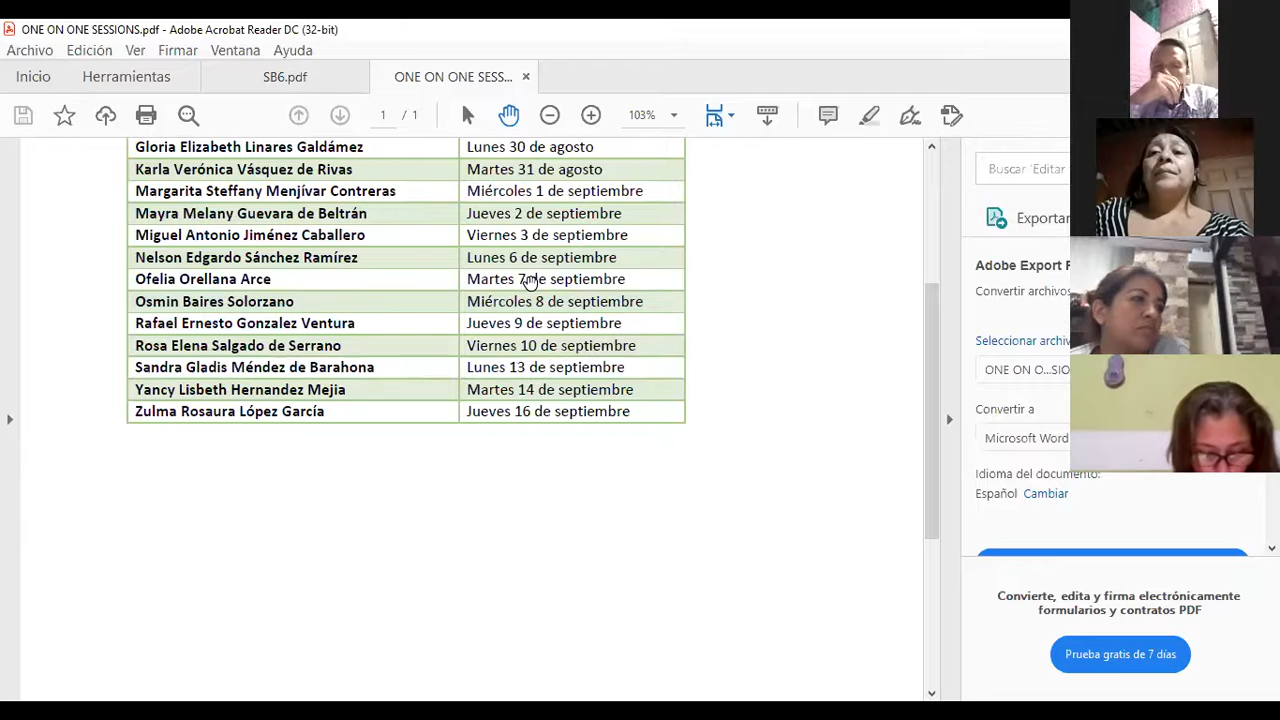 ONE ON ONE SESSIONS.pdf - Adobe Acrobat Reader DC (32-bit)
Archivo Edición Ver Firmar Ventana Ayuda
Inicio Herramientas SB6.pdf ONE ON ONE SESS... ×
1 / 1 103%
Gloria Elizabeth Linares Galdámez Lunes 30 de agosto
Karla Verónica Vásquez de Rivas Martes 31 de agosto
Margarita Steffany Menjívar Contreras Miércoles 1 de septiembre
Mayra Melany Guevara de Beltrán Jueves 2 de septiembre
Miguel Antonio Jiménez Caballero Viernes 3 de septiembre
Nelson Edgardo Sánchez Ramírez Lunes 6 de septiembre
Ofelia Orellana Arce Martes 7 de septiembre
Osmin Baires Solorzano Miércoles 8 de septiembre
Rafael Ernesto Gonzalez Ventura Jueves 9 de septiembre
Rosa Elena Salgado de Serrano Viernes 10 de septiembre
Sandra Gladis Méndez de Barahona Lunes 13 de septiembre
Yancy Lisbeth Hernandez Mejia Martes 14 de septiembre
Zulma Rosaura López García Jueves 16 de septiembre
Buscar 'Editar
Exportar
Adobe Export
Convertir archivos
Seleccionar archi
ONE ON O...SIO
Convertir a
Microsoft Word
Idioma del documento:
Español Cambiar
Convierte, edita y firma electrónicamente
formularios y contratos PDF
Prueba gratis de 7 días